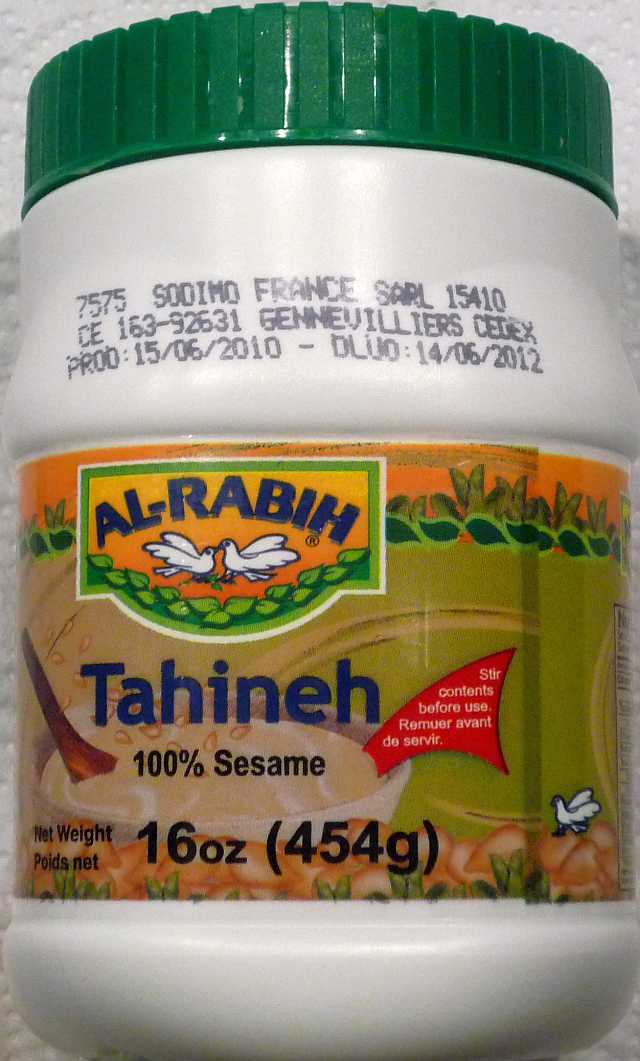 7575 SODIMO FRANCE SARL 15410
CE 163-92631 GENNEVILLIERS CEDEX
PROD:15/06/2010 - DLUO:14/06/2012
AL-RABIH®
Tahineh
100% Sesame
Stir
contents
before use.
Remuer avant
de servir.
Net Weight
Poids net
16oz (454g)